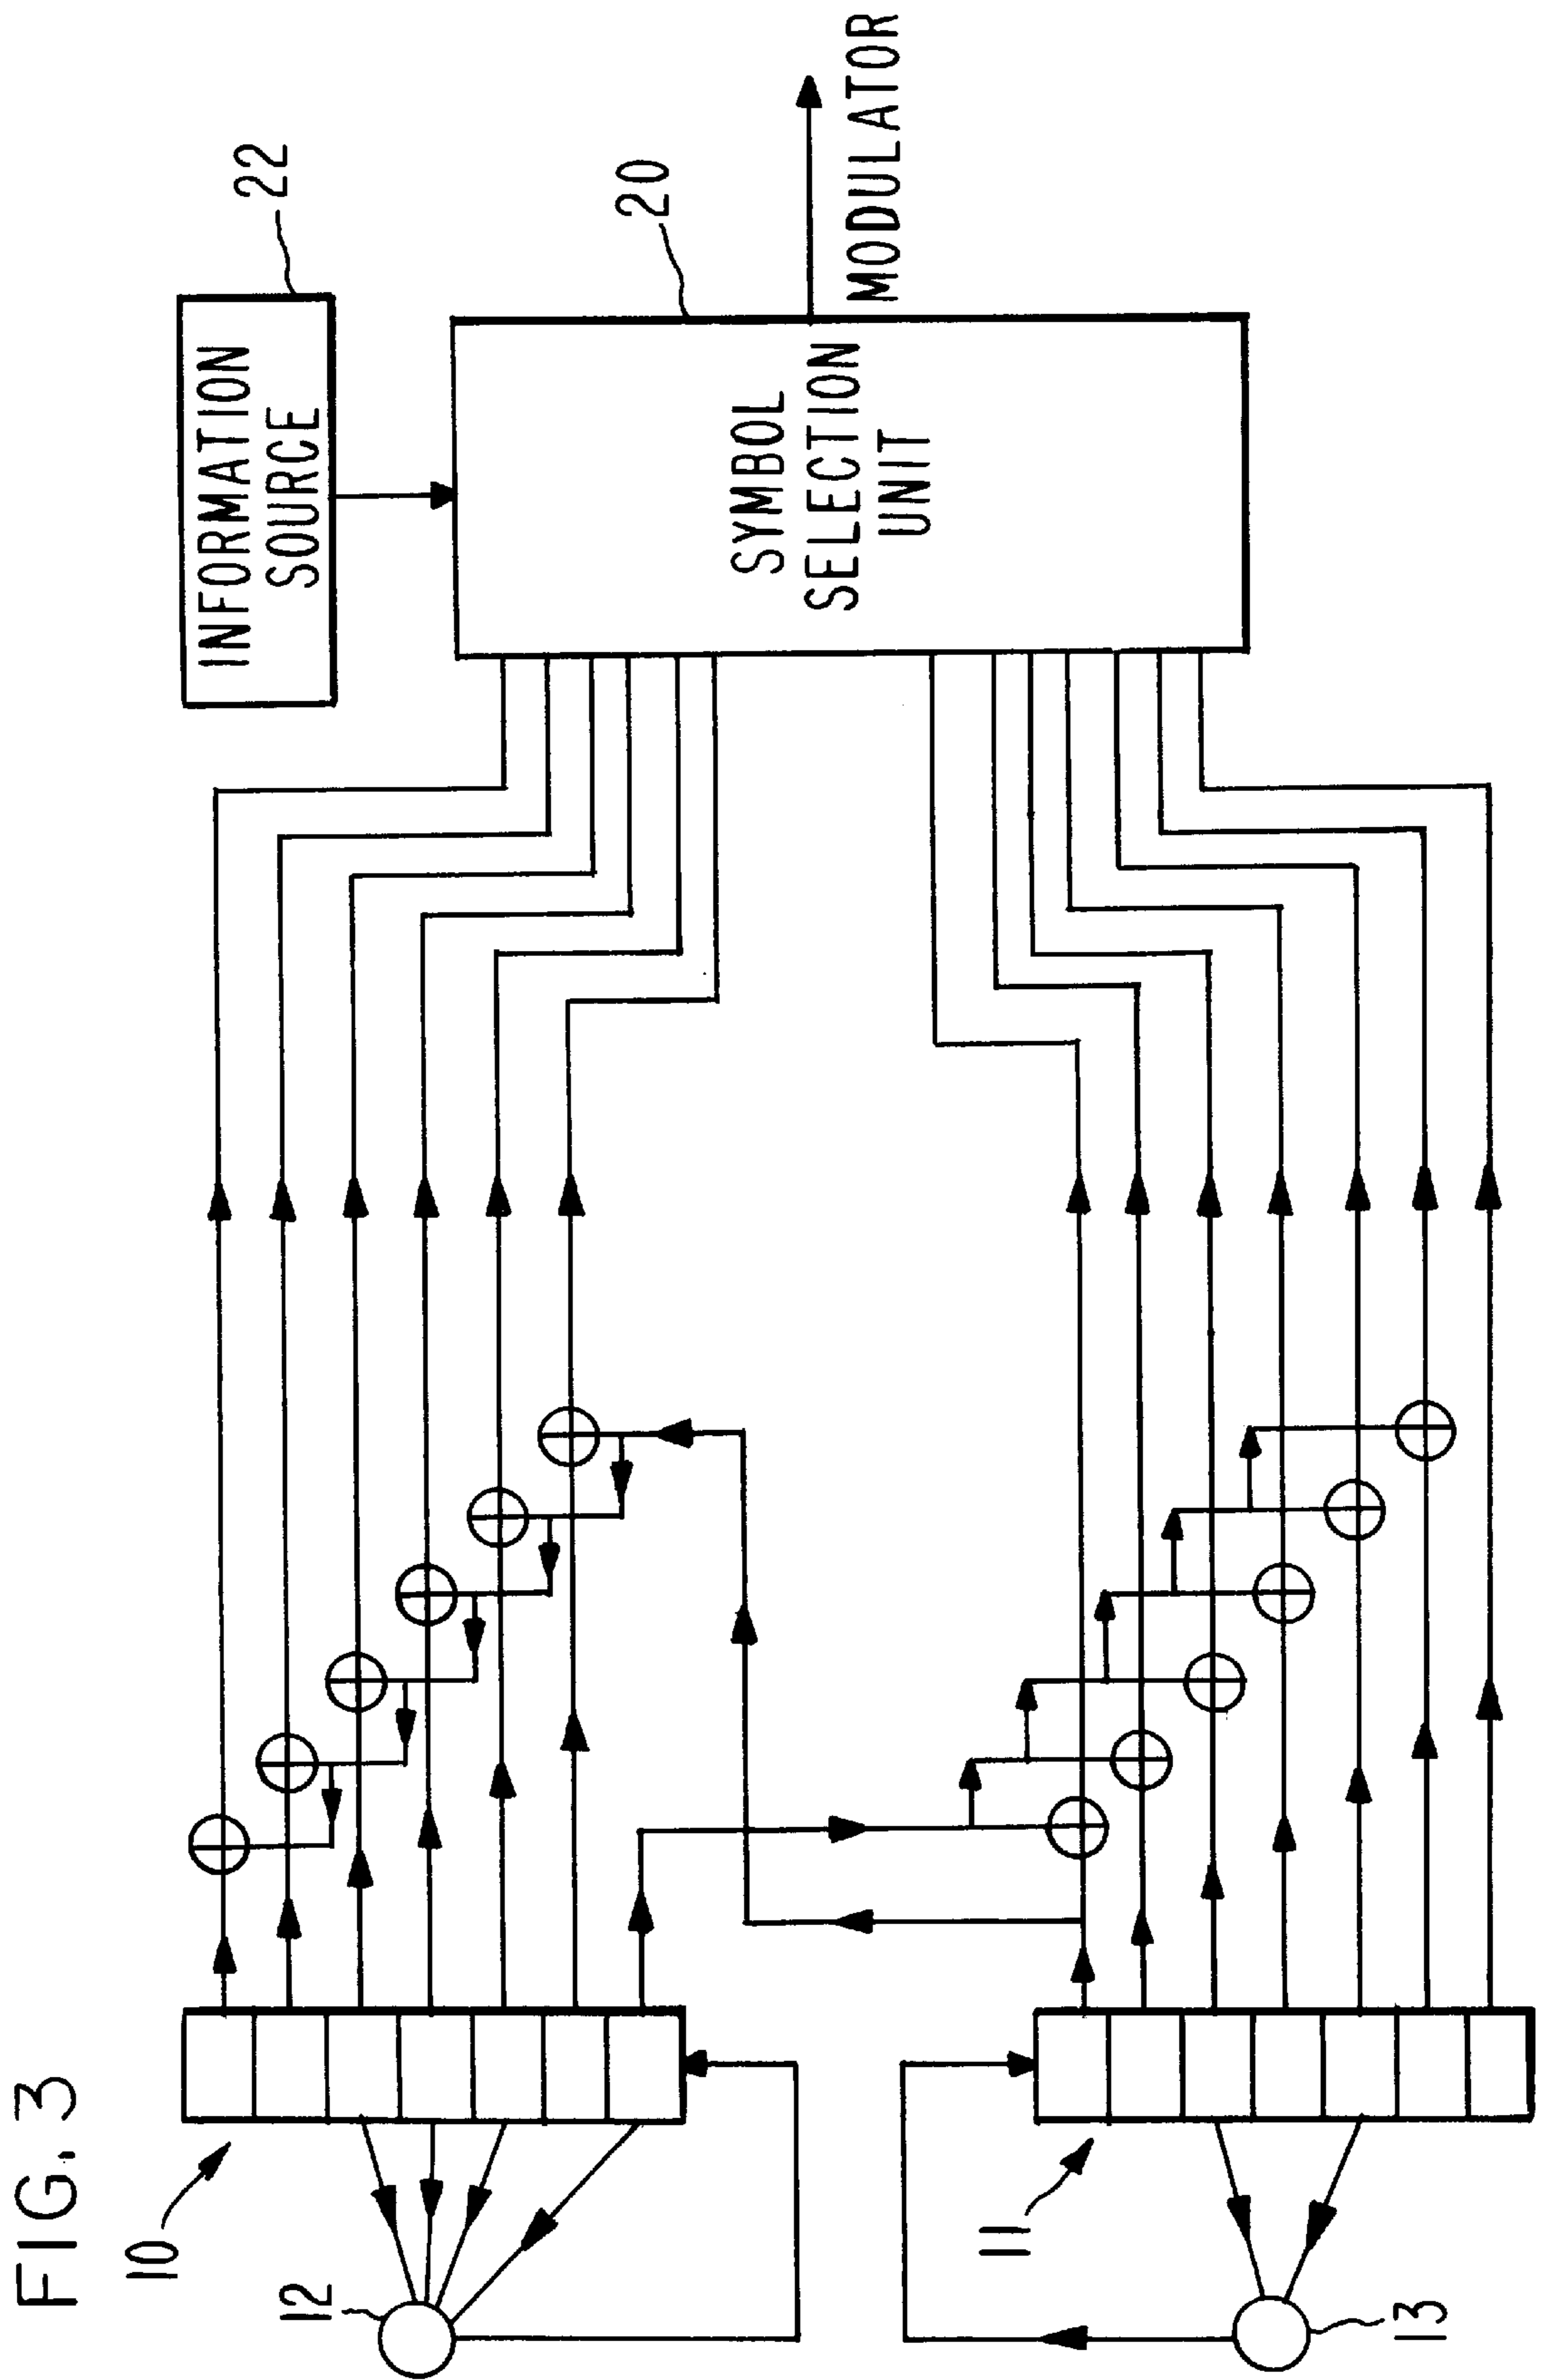 FIG. 3
10
12
11
13
INFORMATION
SOURCE
22
SYMBOL
SELECTION
UNIT
20
MODULATOR